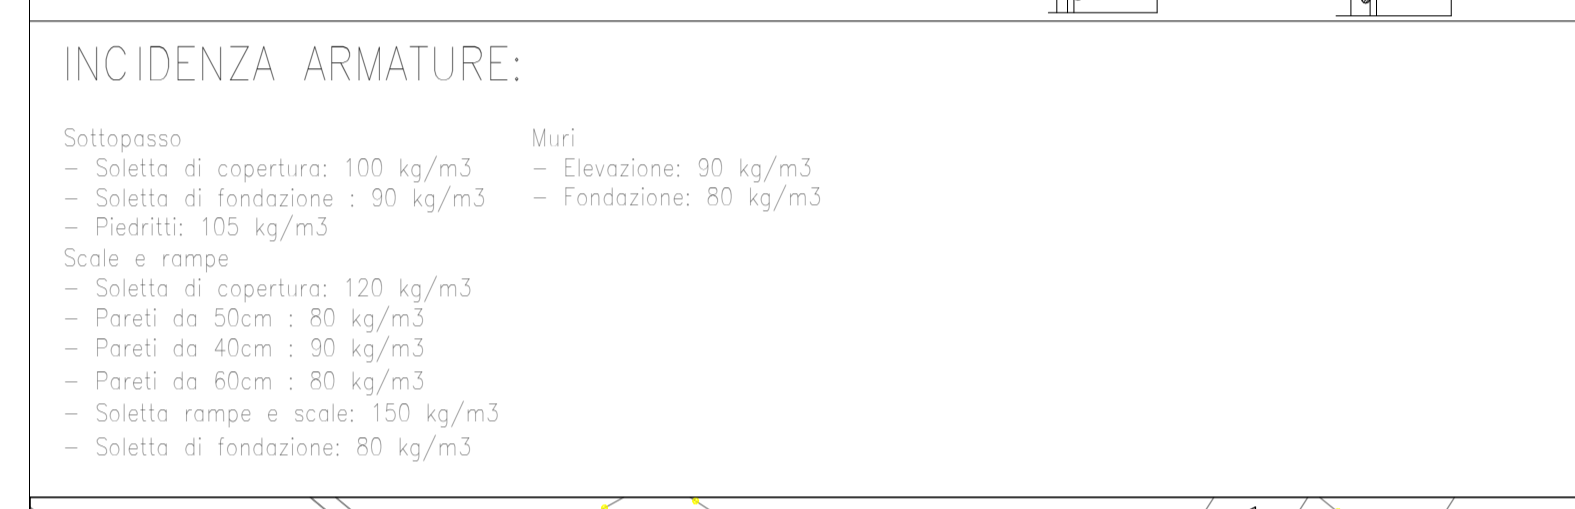 INCIDENZA ARMATURE:
Sottopasso
- Soletta di copertura: 100 kg/m3
- Soletta di fondazione : 90 kg/m3
- Piedritti: 105 kg/m3
Scale e rampe
- Soletta di copertura: 120 kg/m3
- Pareti da 50cm : 80 kg/m3
- Pareti da 40cm : 90 kg/m3
- Pareti da 60cm : 80 kg/m3
- Soletta rampe e scale: 150 kg/m3
- Soletta di fondazione: 80 kg/m3
Muri
- Elevazione: 90 kg/m3
- Fondazione: 80 kg/m3